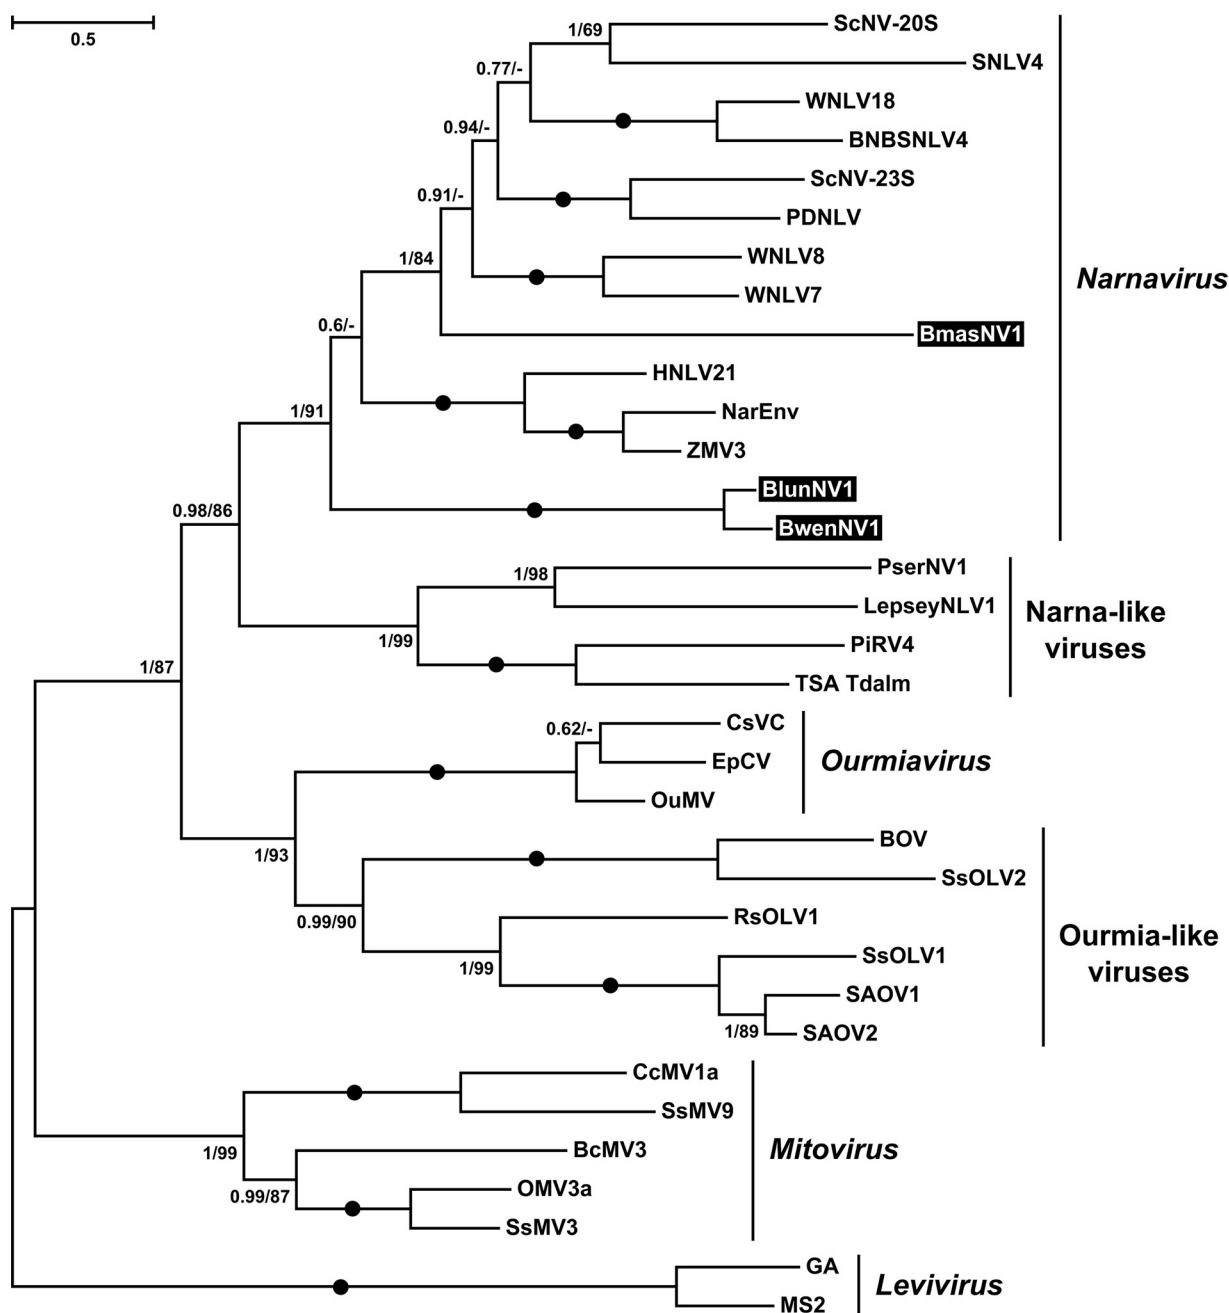 0.5
ScNV-20S
1/69
SNLV4
0.77/-
WNLV18
0.94/-
BNBSNLV4
ScNV-23S
0.91/-
PDNLV
WNLV8
1/84
Narnavirus
WNLV7
0.6/-
BmasNV1
HNLV21
1/91
NarEnv
ZMV3
BlunNV1
0.98/86
BwenNV1
PserNV1
1/98
LepseyNLV1
Narna-like
viruses
1/99
PiRV4
1/87
TSA Tdalm
CsVC
0.62/-
EpCV
Ourmiavirus
OuMV
BOV
1/93
SsOLV2
0.99/90
RsOLV1
Ourmia-like
viruses
SsOLV1
1/99
SAOV1
1/89
SAOV2
CcMV1a
SsMV9
1/99
BcMV3
Mitovirus
OMV3a
0.99/87
SsMV3
GA
Levivirus
MS2